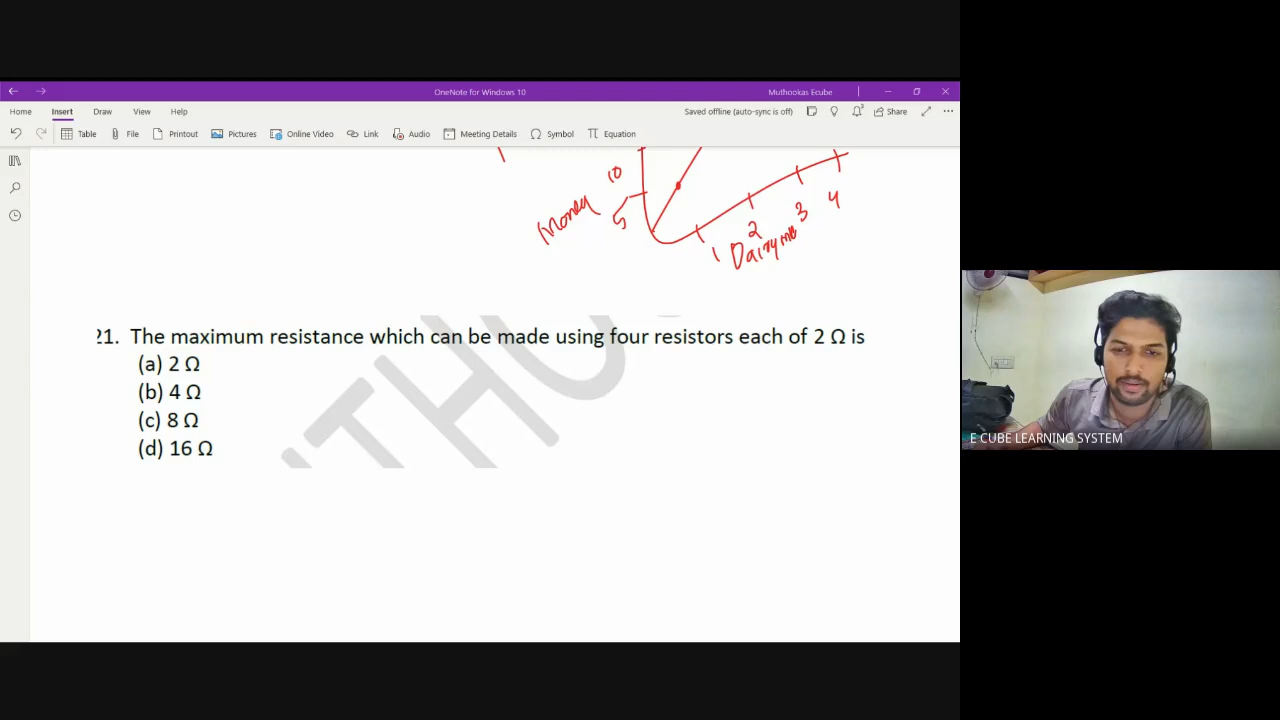 OneNote for Windows 10
Muthookas Ecube
Home Insert Draw View Help
Saved offline (auto-sync is off)
Share
Table File Printout Pictures Online Video Link Audio Meeting Details Symbol Equation
10
Money
5
1 2 3 4
21. The maximum resistance which can be made using four resistors each of 2 Ω is
(a) 2 Ω
(b) 4 Ω
(c) 8 Ω
(d) 16 Ω
E CUBE LEARNING SYSTEM